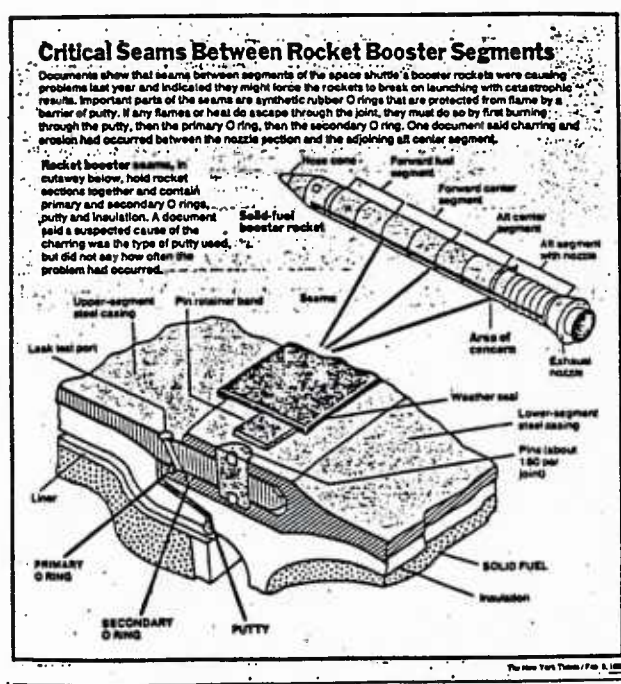 Critical Seams Between Rocket Booster Segments
Documents show that seams between segments of the space shuttle's booster rockets were causing
problems last year and indicated they might force the rockets to break on launching with catastrophic
results. Important parts of the seams are synthetic rubber O rings that are protected from flame by a
barrier of putty. If any flames or heat do escape through the joint, they must do so by first burning
through the putty, then the primary O ring, then the secondary O ring. One document said charring and
erosion had occurred between the nozzle section and the adjoining aft center segment.
Rocket booster seams, in
cutaway below, hold rocket
sections together and contain
primary and secondary O rings,
putty and insulation. A document
said a suspected cause of the
charring was the type of putty used,
but did not say how often the
problem had occurred.
Nose cone
Forward fuel
segment
Forward center
segment
Aft center
segment
Aft segment
with nozzle
Solid-fuel
booster rocket
Seams
Area of
concern
Exhaust
nozzle
Upper-segment
steel casing
Pin retainer band
Leak test port
Weather seal
Lower-segment
steel casing
Pins (about
180 per
joint)
Liner
PRIMARY
O RING
SECONDARY
O RING
PUTTY
SOLID FUEL
Insulation
The New York Times / Feb 9,